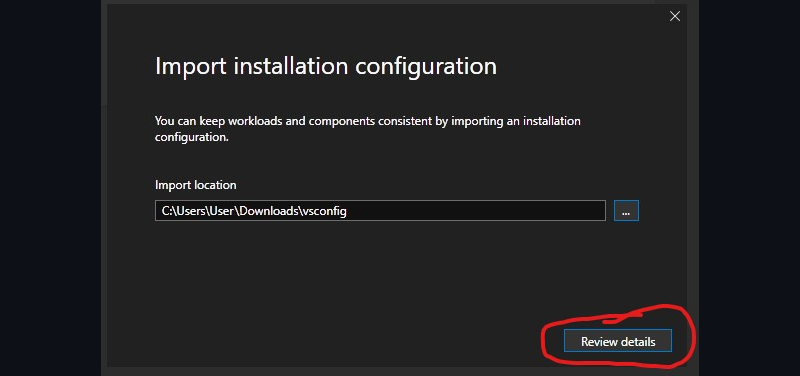 Import installation configuration
You can keep workloads and components consistent by importing an installation
configuration.
Import location
C:\Users\User\Downloads\vsconfig
...
Review details